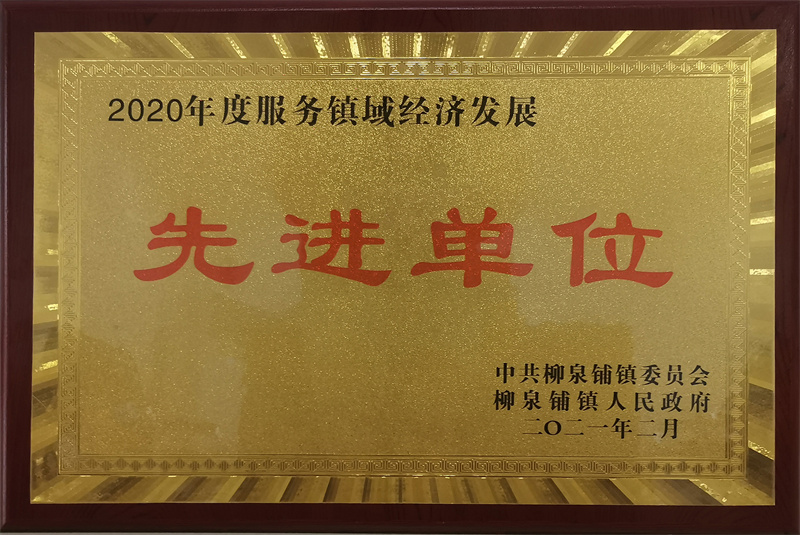 2020年度服务镇域经济发展
先进单位
中共柳泉铺镇委员会
柳泉铺镇人民政府
二〇二一年二月